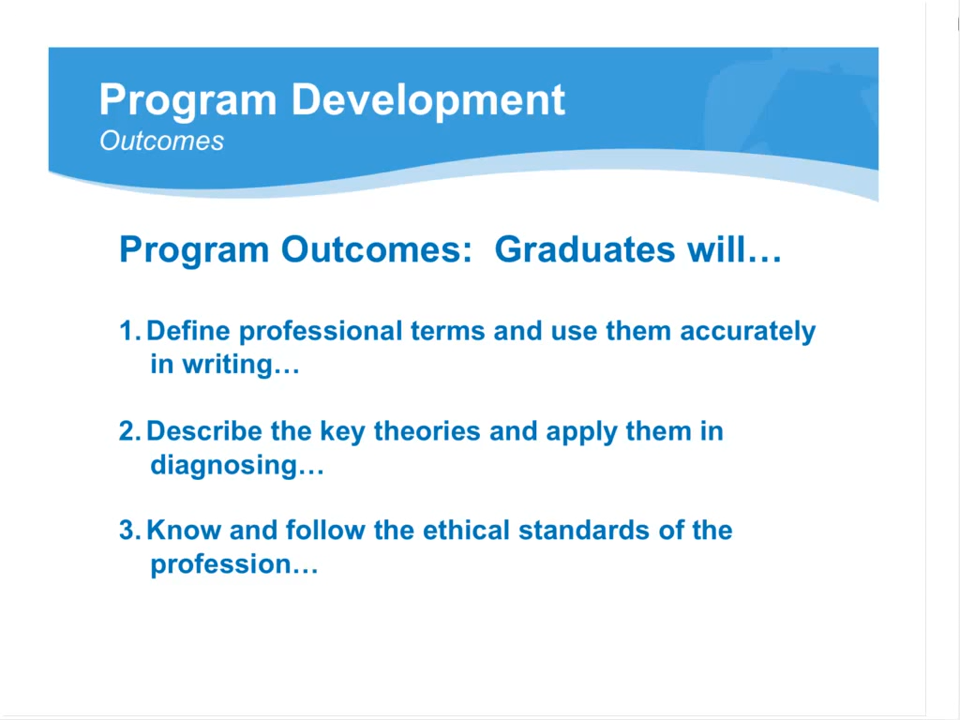 Program Development
Outcomes
Program Outcomes:  Graduates will…
1. Define professional terms and use them accurately
in writing…
2. Describe the key theories and apply them in
diagnosing…
3. Know and follow the ethical standards of the
profession…